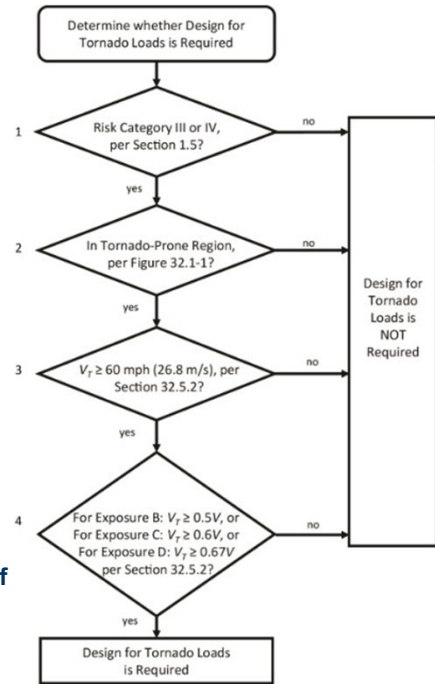 Determine whether Design for
Tornado Loads is Required
no
1
Risk Category III or IV,
per Section 1.5?
yes
no
2
In Tornado-Prone Region,
per Figure 32.1-1?
yes
Design for
Tornado
Loads is
NOT
Required
no
3
V_T ≥ 60 mph (26.8 m/s), per
Section 32.5.2?
yes
4
For Exposure B: V_T ≥ 0.5V, or
For Exposure C: V_T ≥ 0.6V, or
For Exposure D: V_T ≥ 0.67V
per Section 32.5.2?
no
f
yes
Design for Tornado Loads
is Required